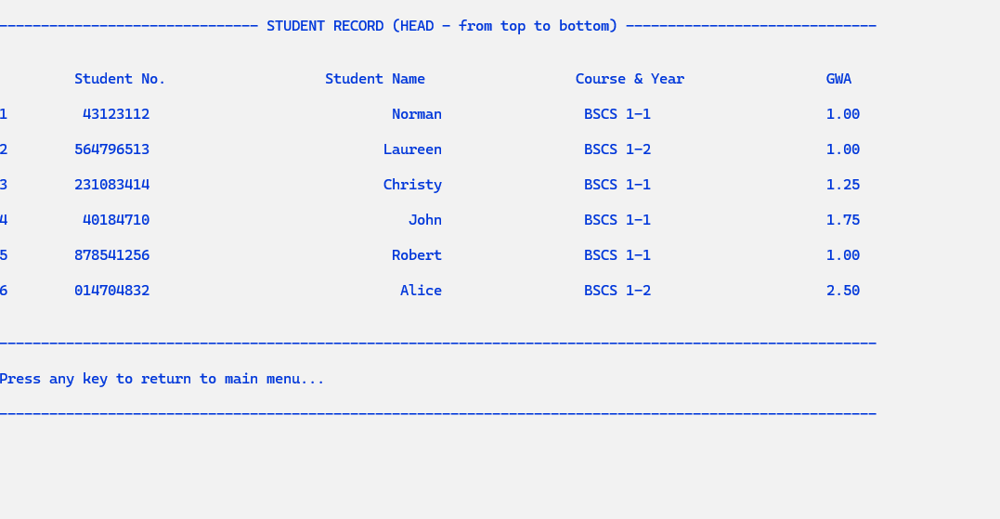 ------------------------------- STUDENT RECORD (HEAD - from top to bottom) ------------------------------
Student No. Student Name Course & Year GWA
1 43123112 Norman BSCS 1-1 1.00
2 564796513 Laureen BSCS 1-2 1.00
3 231083414 Christy BSCS 1-1 1.25
4 40184710 John BSCS 1-1 1.75
5 878541256 Robert BSCS 1-1 1.00
6 014704832 Alice BSCS 1-2 2.50
---------------------------------------------------------------------------------------------------------
Press any key to return to main menu...
---------------------------------------------------------------------------------------------------------